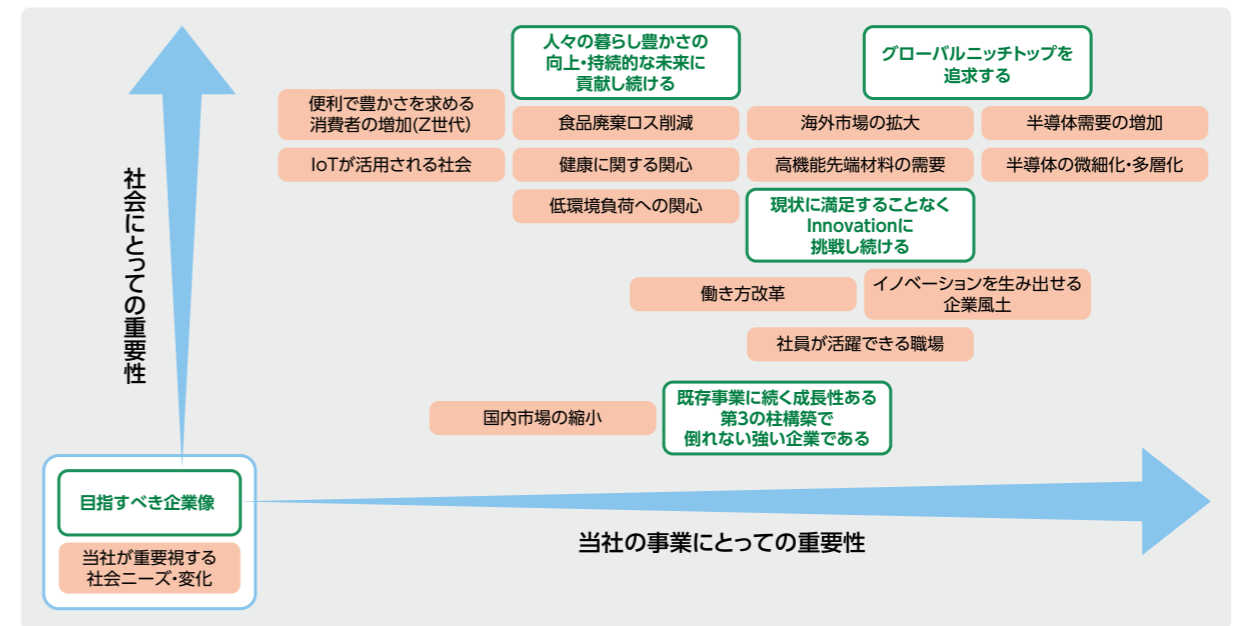 人々の暮らし豊かさの
向上・持続的な未来に
貢献し続ける
グローバルニッチトップを
追求する
便利で豊かさを求める
消費者の増加(Z世代)
食品廃棄ロス削減
海外市場の拡大
半導体需要の増加
IoTが活用される社会
健康に関する関心
高機能先端材料の需要
半導体の微細化・多層化
低環境負荷への関心
現状に満足することなく
Innovationに
挑戦し続ける
働き方改革
イノベーションを生み出せる
企業風土
社員が活躍できる職場
国内市場の縮小
既存事業に続く成長性ある
第3の柱構築で
倒れない強い企業である
社会にとっての重要性
目指すべき企業像
当社が重要視する
社会ニーズ・変化
当社の事業にとっての重要性